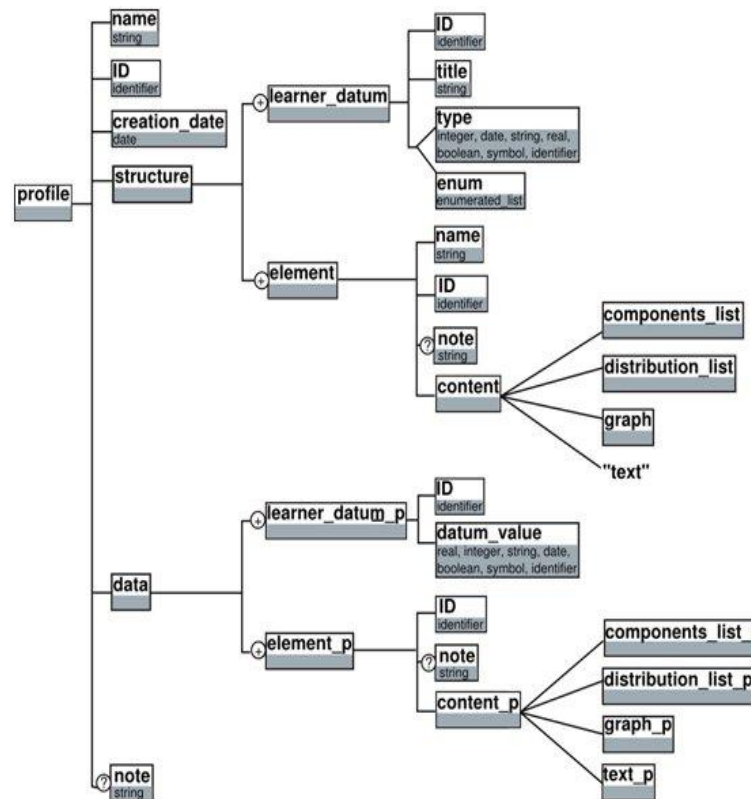 name
string
ID
identifier
creation_date
date
structure
profile
learner_datum
ID
identifier
title
string
type
integer, date, string, real,
boolean, symbol, identifier
enum
enumerated_list
element
name
string
ID
identifier
?
note
string
content
components_list
distribution_list
graph
"text"
data
learner_datum_p
ID
identifier
datum_value
real, integer, string, date,
boolean, symbol, identifier
element_p
ID
identifier
?
note
string
content_p
components_list_
distribution_list_p
graph_p
text_p
?
note
string